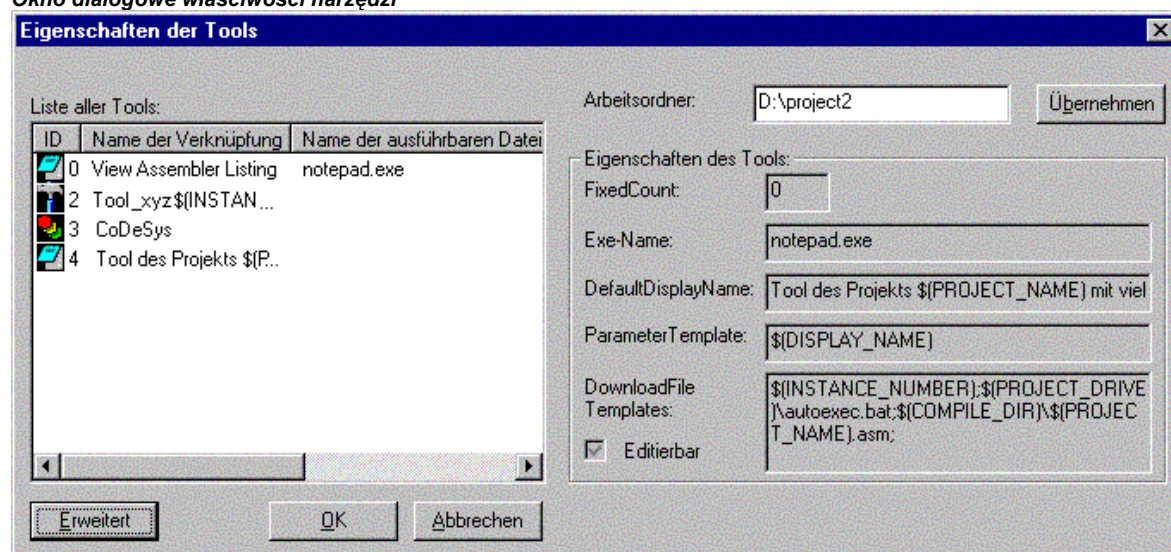 Okno dialogowe właściwości narzędzi
Eigenschaften der Tools
Liste aller Tools:
ID Name der Verknüpfung Name der ausführbaren Datei
0 View Assembler Listing notepad.exe
2 Tool_xyz$(INSTAN...
3 CoDeSys
4 Tool des Projekts $(P...
Erweitert OK Abbrechen
Arbeitsordner: D:\project2 Übernehmen
Eigenschaften des Tools:
FixedCount: 0
Exe-Name: notepad.exe
DefaultDisplayName: Tool des Projekts $(PROJECT_NAME) mit viel
ParameterTemplate: $(DISPLAY_NAME)
DownloadFile
Templates:
$(INSTANCE_NUMBER);$(PROJECT_DRIVE
)\autoexec.bat;$(COMPILE_DIR)\$(PROJEC
T_NAME).asm;
Editierbar